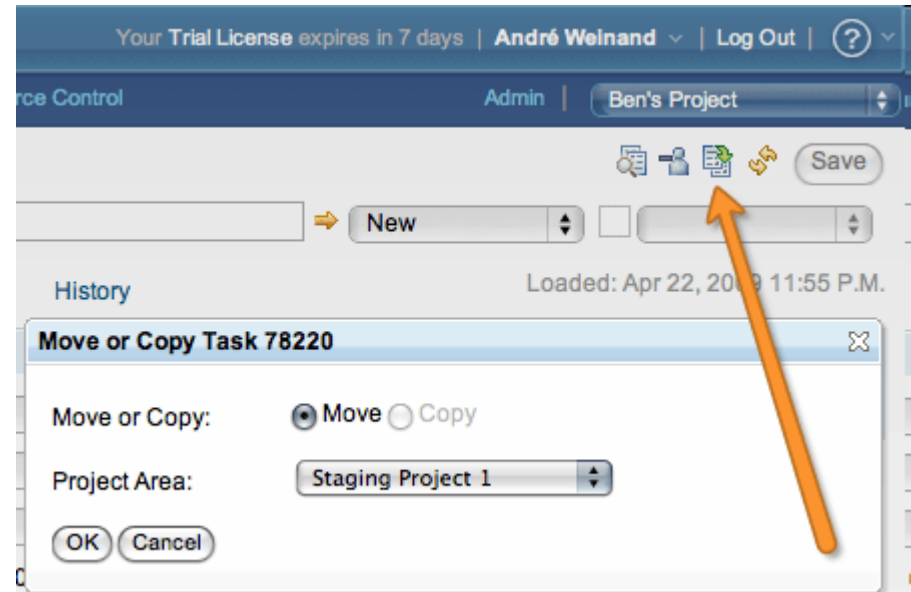 Your Trial License expires in 7 days | André Weinand | Log Out | ?
rce Control Admin | Ben's Project
Save
New
History Loaded: Apr 22, 2009 11:55 P.M.
Move or Copy Task 78220
Move or Copy: Move Copy
Project Area: Staging Project 1
OK Cancel